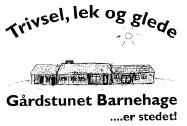 Trivsel, lek og glede
Gårdstunet Barnehage
....er stedet!